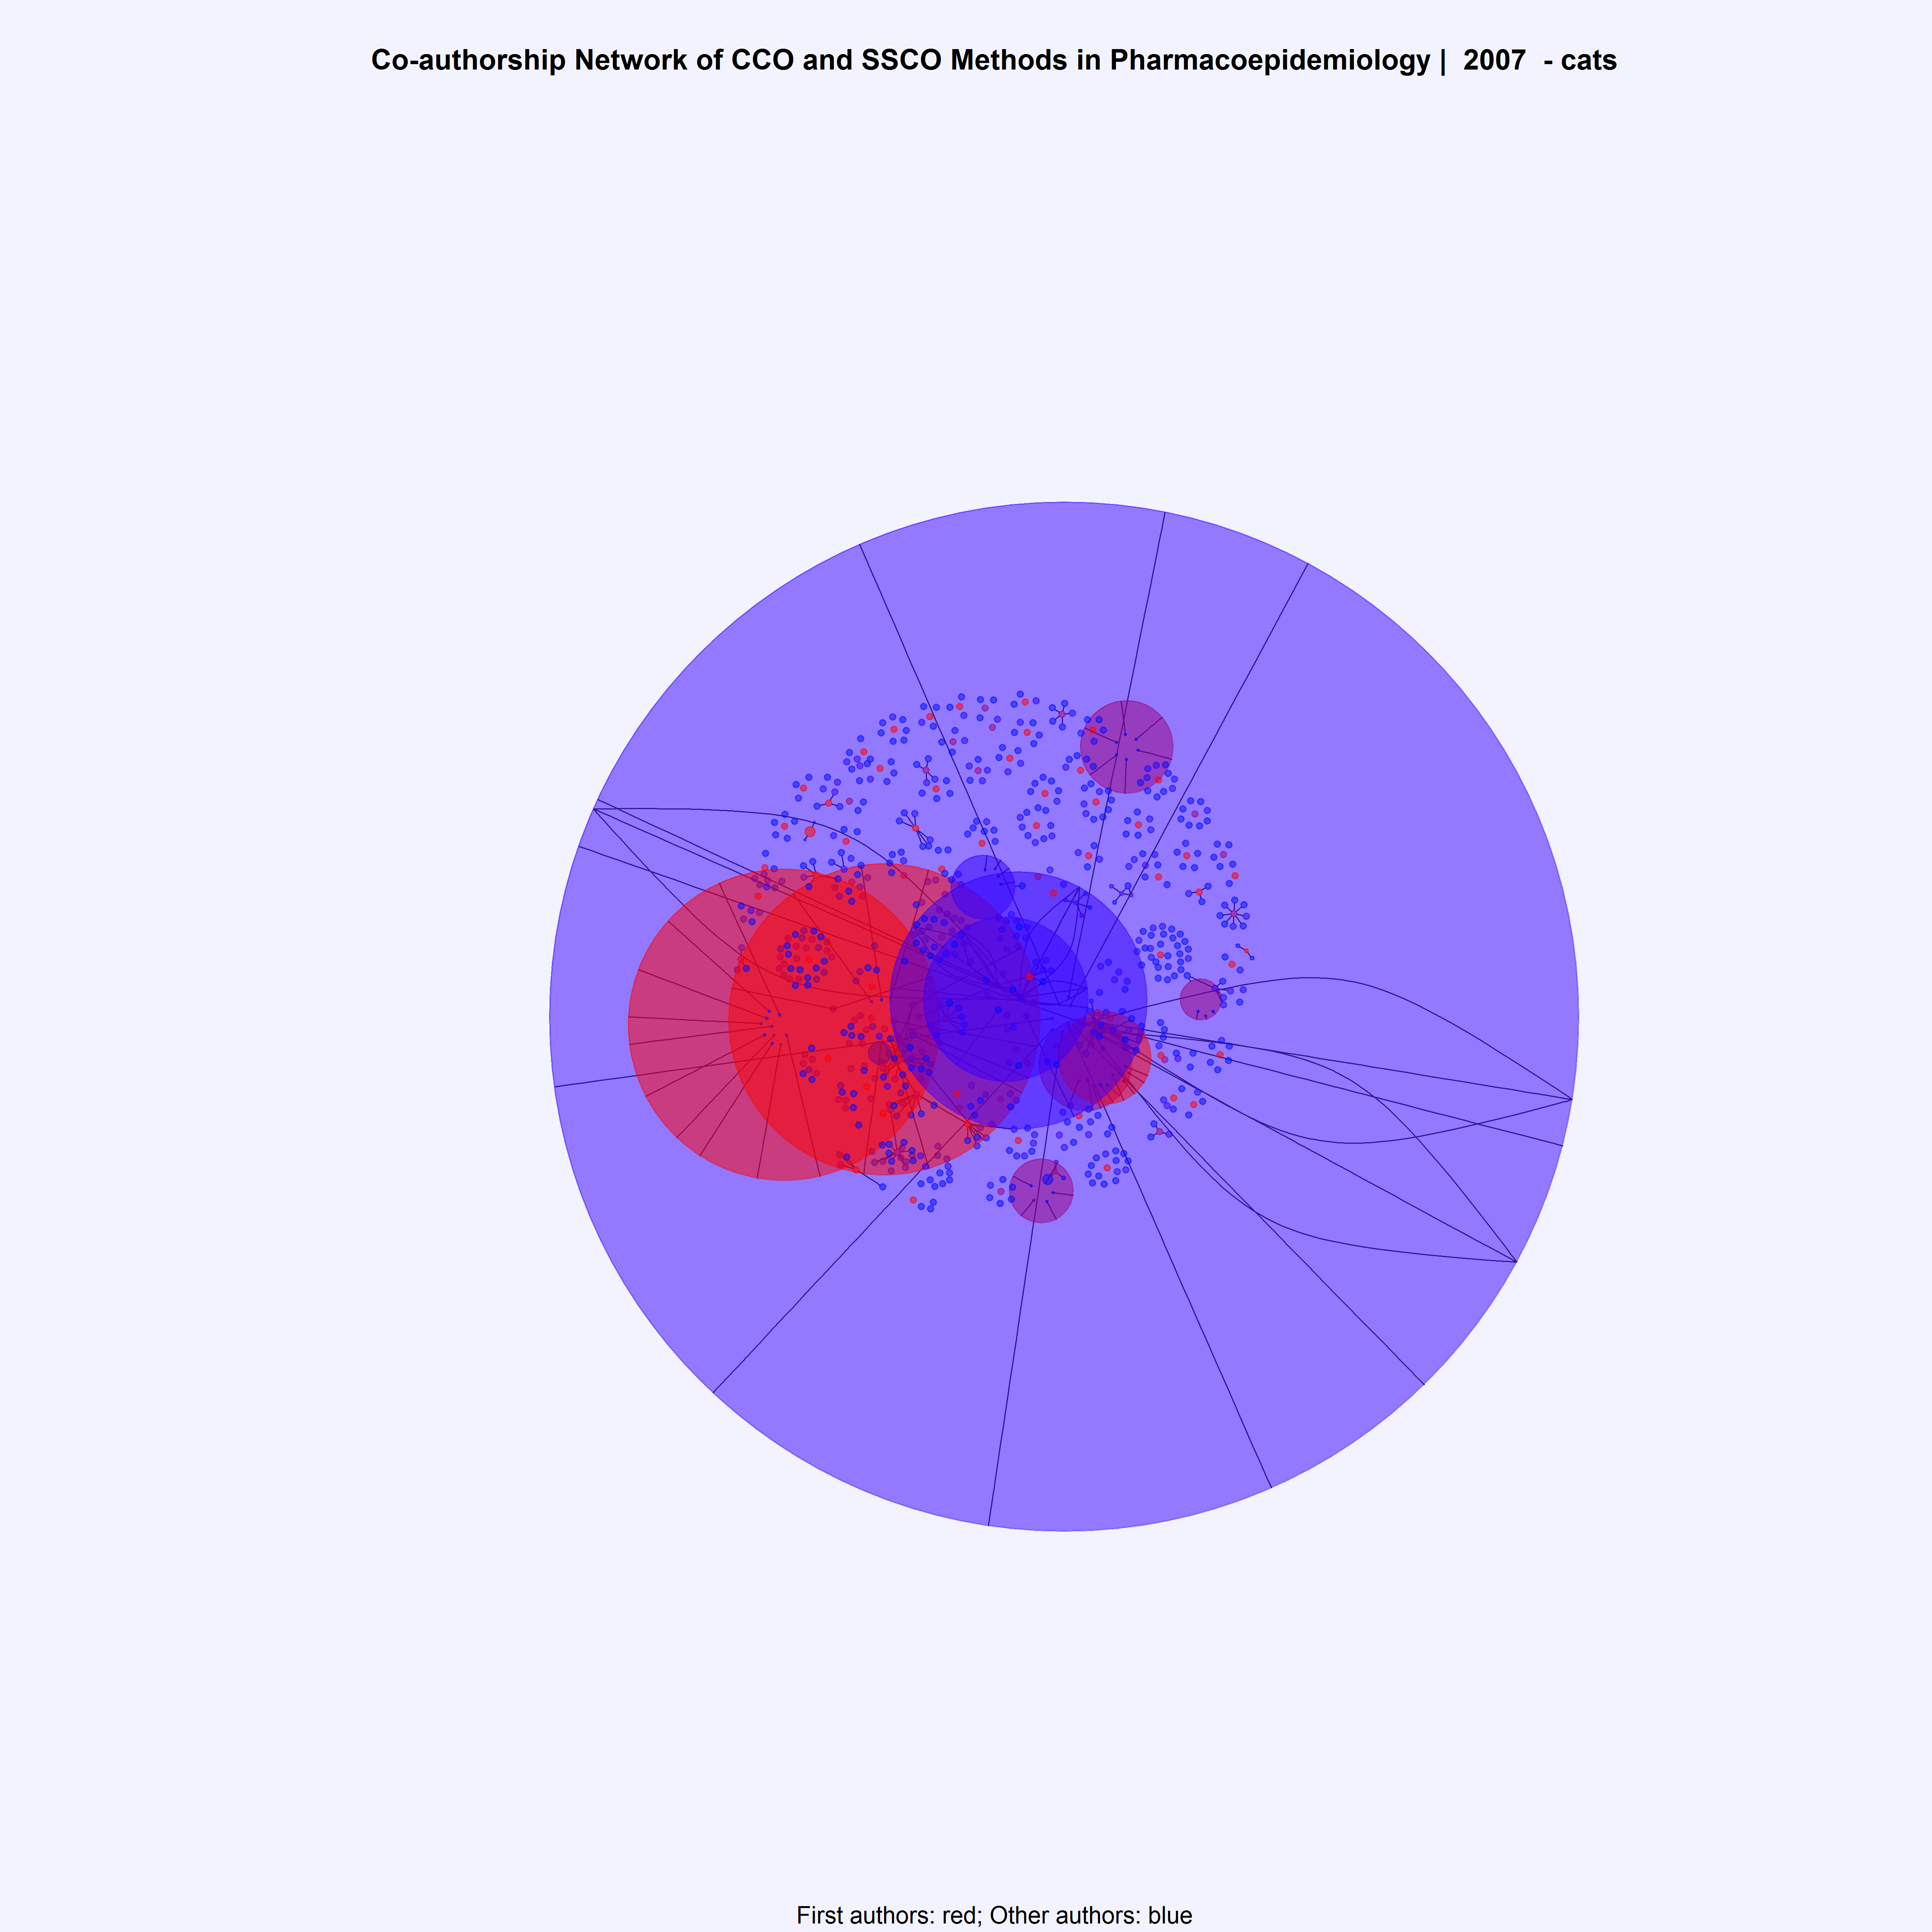 Co-authorship Network of CCO and SSCO Methods in Pharmacoepidemiology |  2007  - cats
First authors: red; Other authors: blue